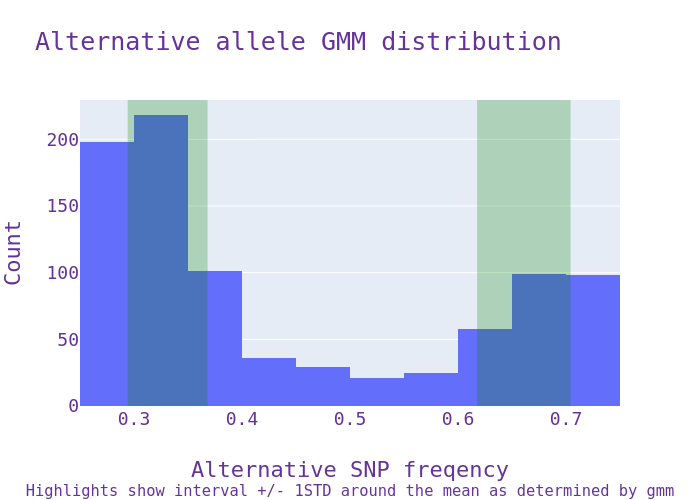 Alternative allele GMM distribution
Count
200
150
100
50
0
0.3 0.4 0.5 0.6 0.7
Alternative SNP freqency
Highlights show interval +/- 1STD around the mean as determined by gmm